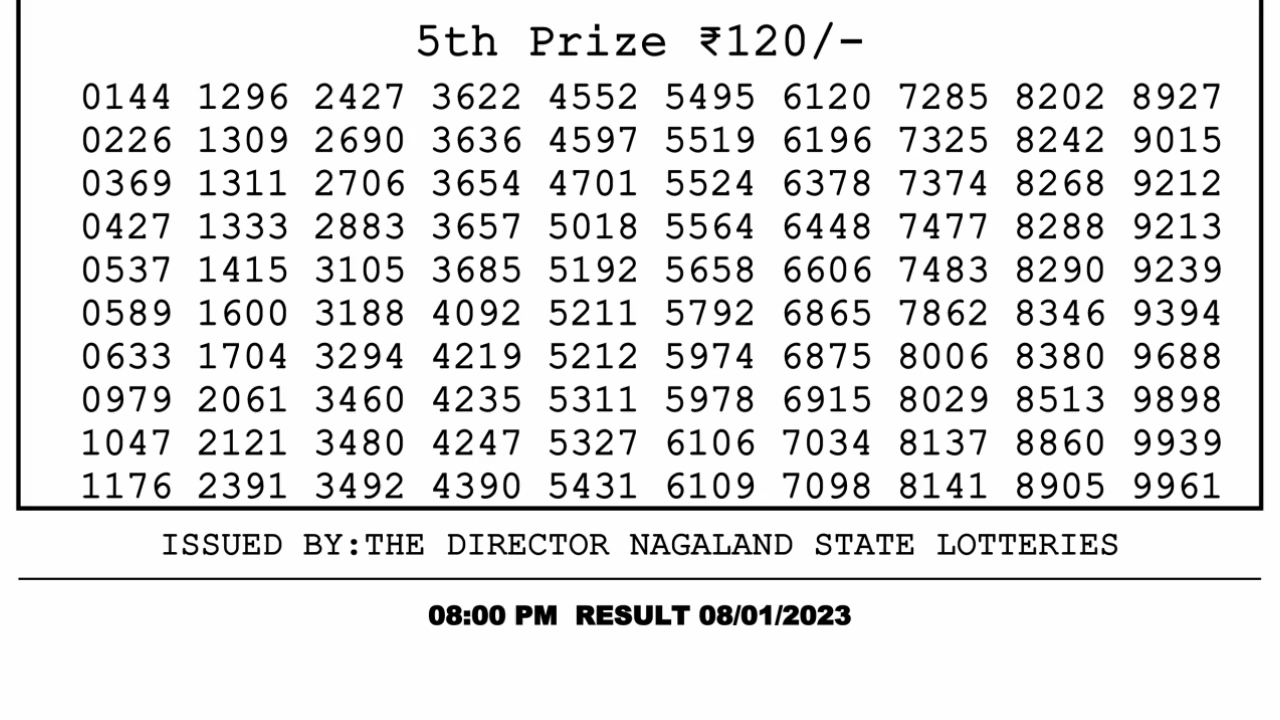 5th Prize ₹120/-
0144 1296 2427 3622 4552 5495 6120 7285 8202 8927
0226 1309 2690 3636 4597 5519 6196 7325 8242 9015
0369 1311 2706 3654 4701 5524 6378 7374 8268 9212
0427 1333 2883 3657 5018 5564 6448 7477 8288 9213
0537 1415 3105 3685 5192 5658 6606 7483 8290 9239
0589 1600 3188 4092 5211 5792 6865 7862 8346 9394
0633 1704 3294 4219 5212 5974 6875 8006 8380 9688
0979 2061 3460 4235 5311 5978 6915 8029 8513 9898
1047 2121 3480 4247 5327 6106 7034 8137 8860 9939
1176 2391 3492 4390 5431 6109 7098 8141 8905 9961
ISSUED BY:THE DIRECTOR NAGALAND STATE LOTTERIES
08:00 PM RESULT 08/01/2023